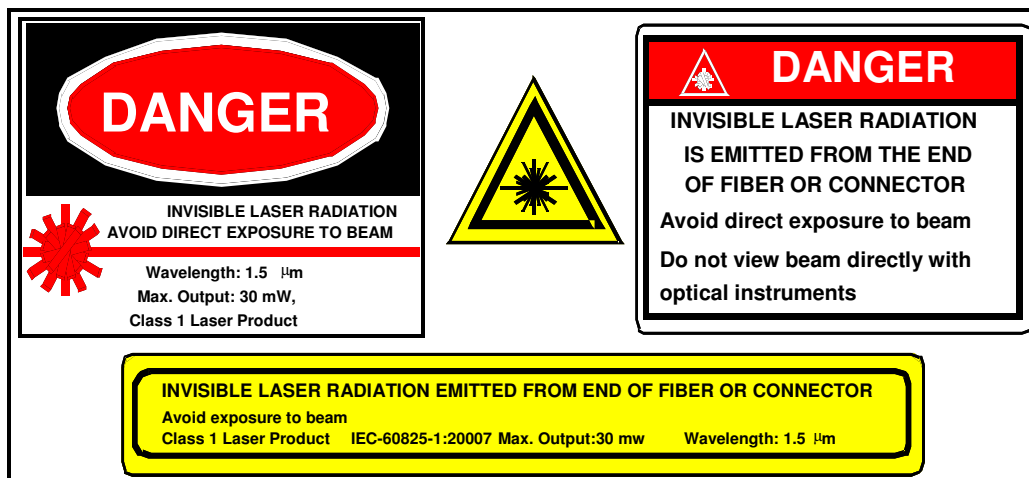 DANGER
INVISIBLE LASER RADIATION
AVOID DIRECT EXPOSURE TO BEAM
Wavelength: 1.5 μm
Max. Output: 30 mW,
Class 1 Laser Product
DANGER
INVISIBLE LASER RADIATION
IS EMITTED FROM THE END
OF FIBER OR CONNECTOR
Avoid direct exposure to beam
Do not view beam directly with
optical instruments
INVISIBLE LASER RADIATION EMITTED FROM END OF FIBER OR CONNECTOR
Avoid exposure to beam
Class 1 Laser Product IEC-60825-1:20007 Max. Output:30 mw Wavelength: 1.5 μm